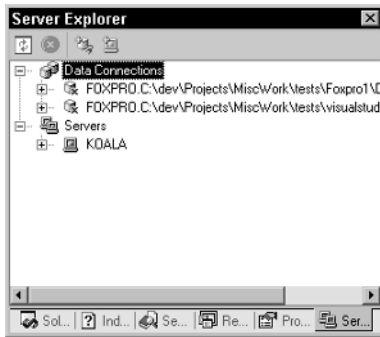 Server Explorer
Data Connections
FOXPRO.C:\dev\Projects\MiscWork\tests\Foxpro1\D
FOXPRO.C:\dev\Projects\MiscWork\tests\visualstud
Servers
KOALA
Sol... Ind... Se... Re... Pro... Ser...